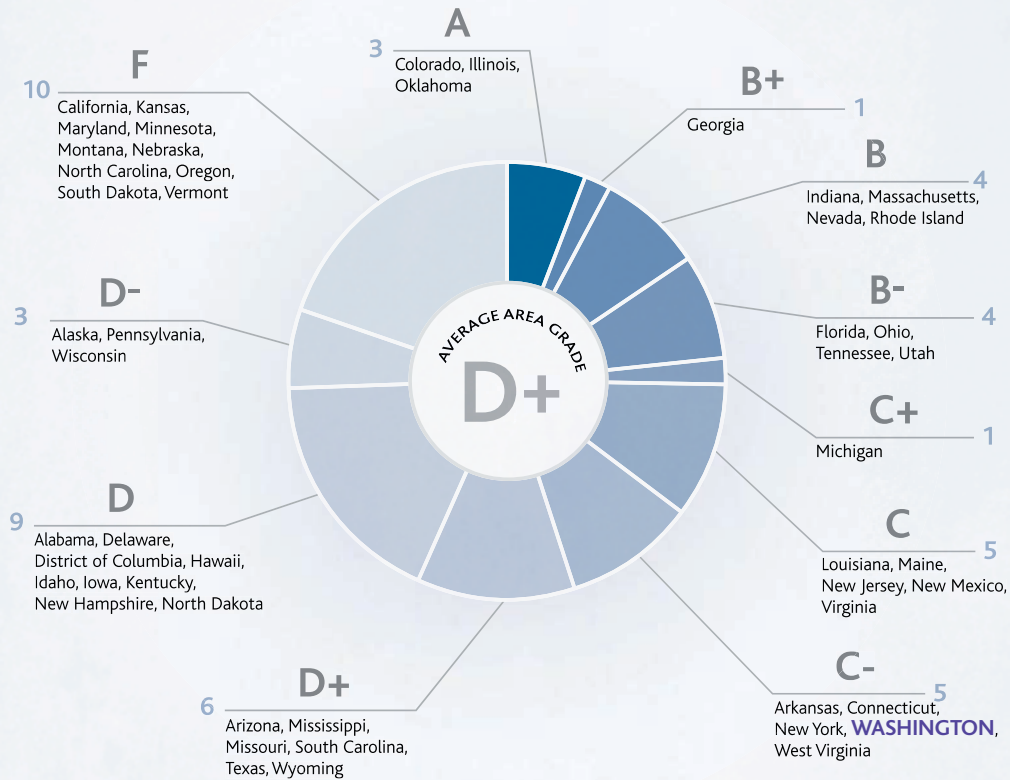 A
3
Colorado, Illinois,
Oklahoma
B+
1
Georgia
B
4
Indiana, Massachusetts,
Nevada, Rhode Island
B-
4
Florida, Ohio,
Tennessee, Utah
C+
1
Michigan
C
5
Louisiana, Maine,
New Jersey, New Mexico,
Virginia
C-
5
Arkansas, Connecticut,
New York, WASHINGTON,
West Virginia
D+
6
Arizona, Mississippi,
Missouri, South Carolina,
Texas, Wyoming
D
9
Alabama, Delaware,
District of Columbia, Hawaii,
Idaho, Iowa, Kentucky,
New Hampshire, North Dakota
D-
3
Alaska, Pennsylvania,
Wisconsin
F
10
California, Kansas,
Maryland, Minnesota,
Montana, Nebraska,
North Carolina, Oregon,
South Dakota, Vermont
AVERAGE AREA GRADE
D+